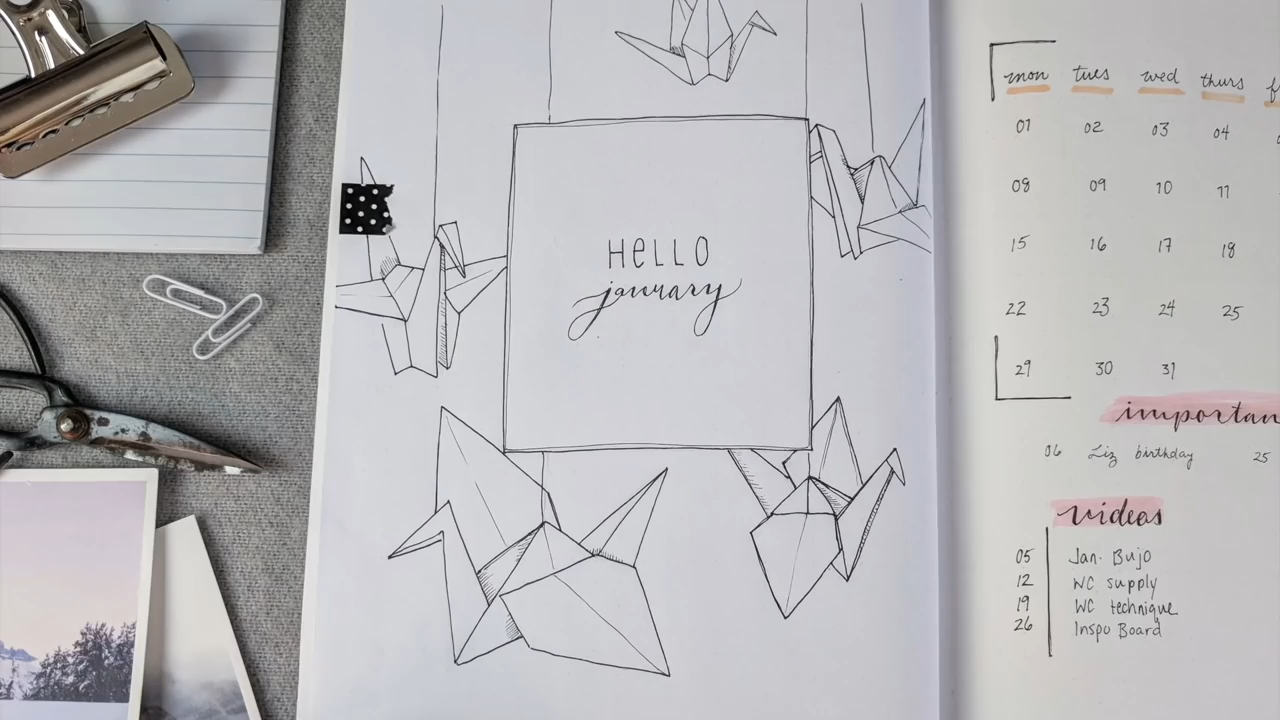 HELLO
january
mon tues wed thurs f
01 02 03 04
08 09 10 11
15 16 17 18
22 23 24 25
29 30 31
importan
06 Liz birthday 25
videos
05 Jan. Bujo
12 WC supply
19 WC technique
26 Inspo Board